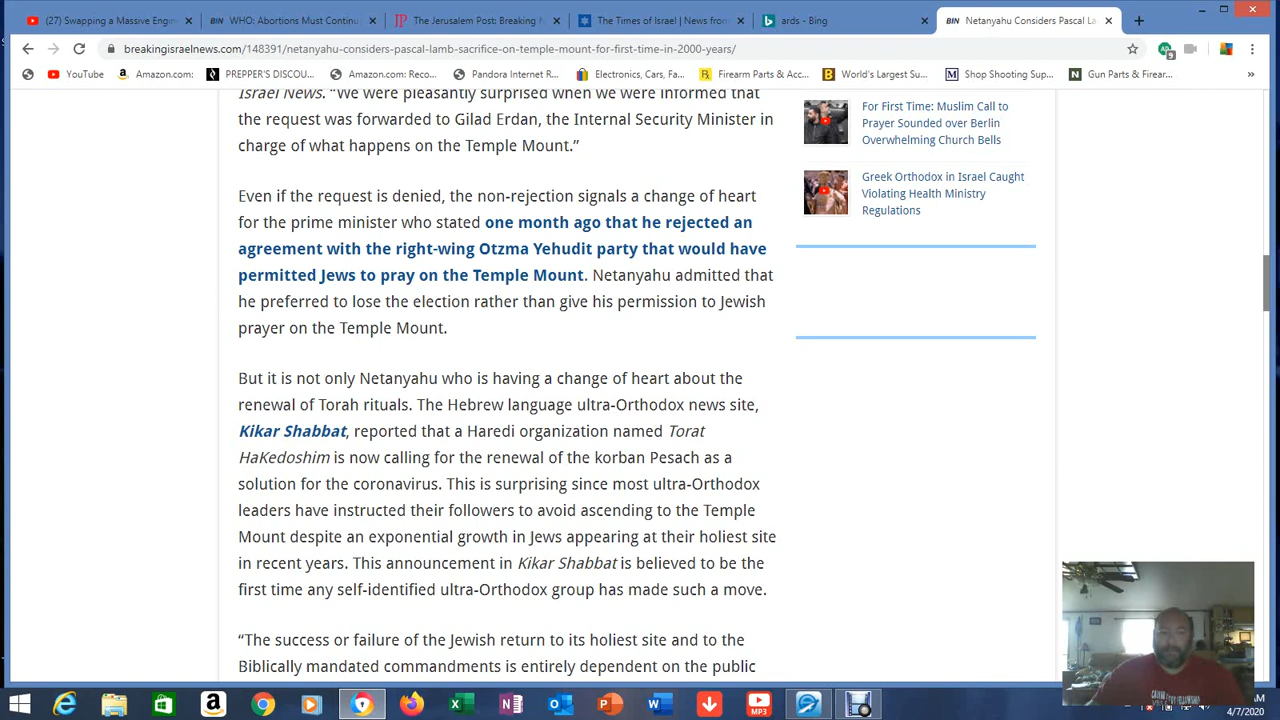 (27) Swapping a Massive Engin
BIN WHO: Abortions Must Continu
JP The Jerusalem Post: Breaking N
The Times of Israel | News from
ards - Bing
BIN Netanyahu Considers Pascal La
breakingisraelnews.com/148391/netanyahu-considers-pascal-lamb-sacrifice-on-temple-mount-for-first-time-in-2000-years/
YouTube
Amazon.com:
PREPPER'S DISCOU...
Amazon.com: Reco...
Pandora Internet R...
Electronics, Cars, Fa...
Firearm Parts & Acc...
World's Largest Su...
Shop Shooting Sup...
Gun Parts & Firear...
Israel News. “We were pleasantly surprised when we were informed that
the request was forwarded to Gilad Erdan, the Internal Security Minister in
charge of what happens on the Temple Mount.”
Even if the request is denied, the non-rejection signals a change of heart
for the prime minister who stated one month ago that he rejected an
agreement with the right-wing Otzma Yehudit party that would have
permitted Jews to pray on the Temple Mount. Netanyahu admitted that
he preferred to lose the election rather than give his permission to Jewish
prayer on the Temple Mount.
But it is not only Netanyahu who is having a change of heart about the
renewal of Torah rituals. The Hebrew language ultra-Orthodox news site,
Kikar Shabbat, reported that a Haredi organization named Torat
HaKedoshim is now calling for the renewal of the korban Pesach as a
solution for the coronavirus. This is surprising since most ultra-Orthodox
leaders have instructed their followers to avoid ascending to the Temple
Mount despite an exponential growth in Jews appearing at their holiest site
in recent years. This announcement in Kikar Shabbat is believed to be the
first time any self-identified ultra-Orthodox group has made such a move.
“The success or failure of the Jewish return to its holiest site and to the
Biblically mandated commandments is entirely dependent on the public
For First Time: Muslim Call to
Prayer Sounded over Berlin
Overwhelming Church Bells
Greek Orthodox in Israel Caught
Violating Health Ministry
Regulations
MP3
AM
4/7/2020